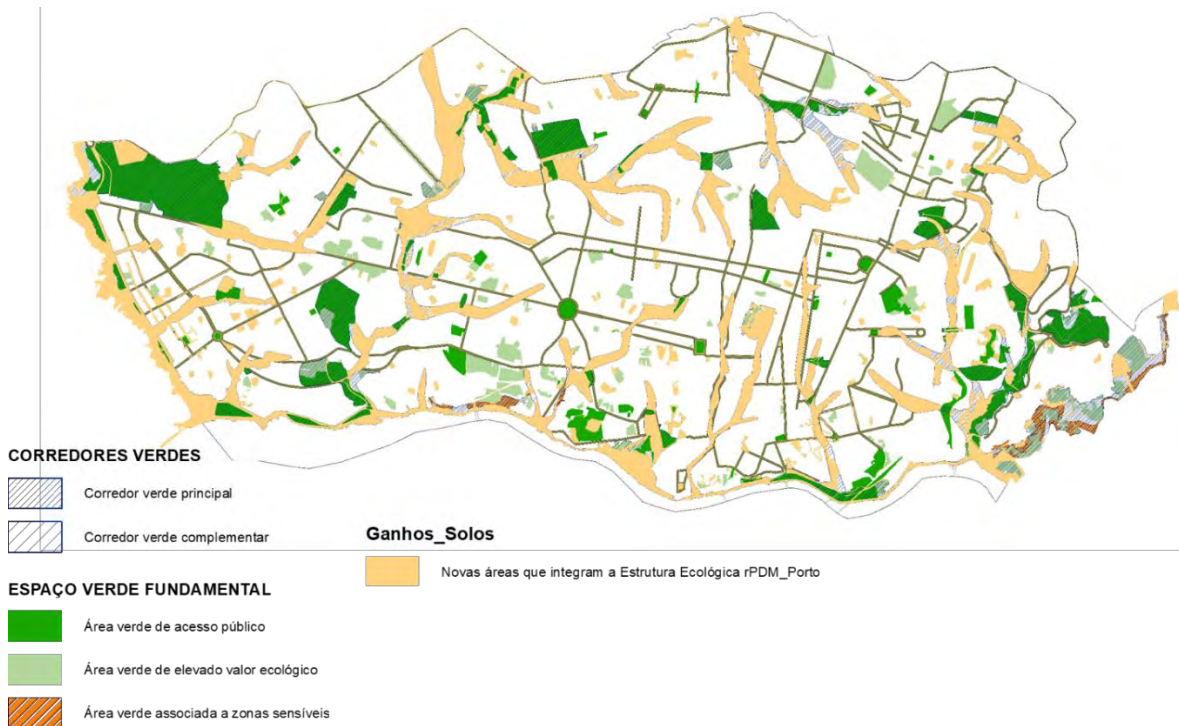 CORREDORES VERDES
Corredor verde principal
Corredor verde complementar
Ganhos_Solos
Novas áreas que integram a Estrutura Ecológica rPDM_Porto
ESPAÇO VERDE FUNDAMENTAL
Área verde de acesso público
Área verde de elevado valor ecológico
Área verde associada a zonas sensíveis